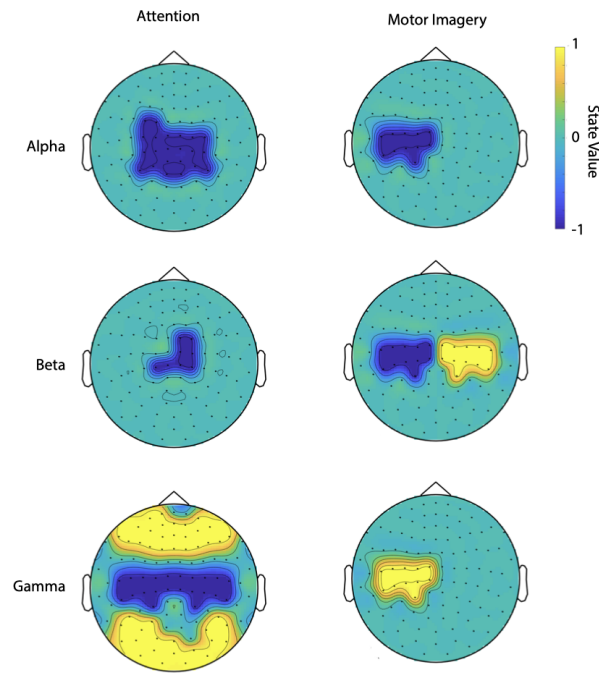 Attention
Motor Imagery
Alpha
Beta
Gamma
1
0
-1
State Value